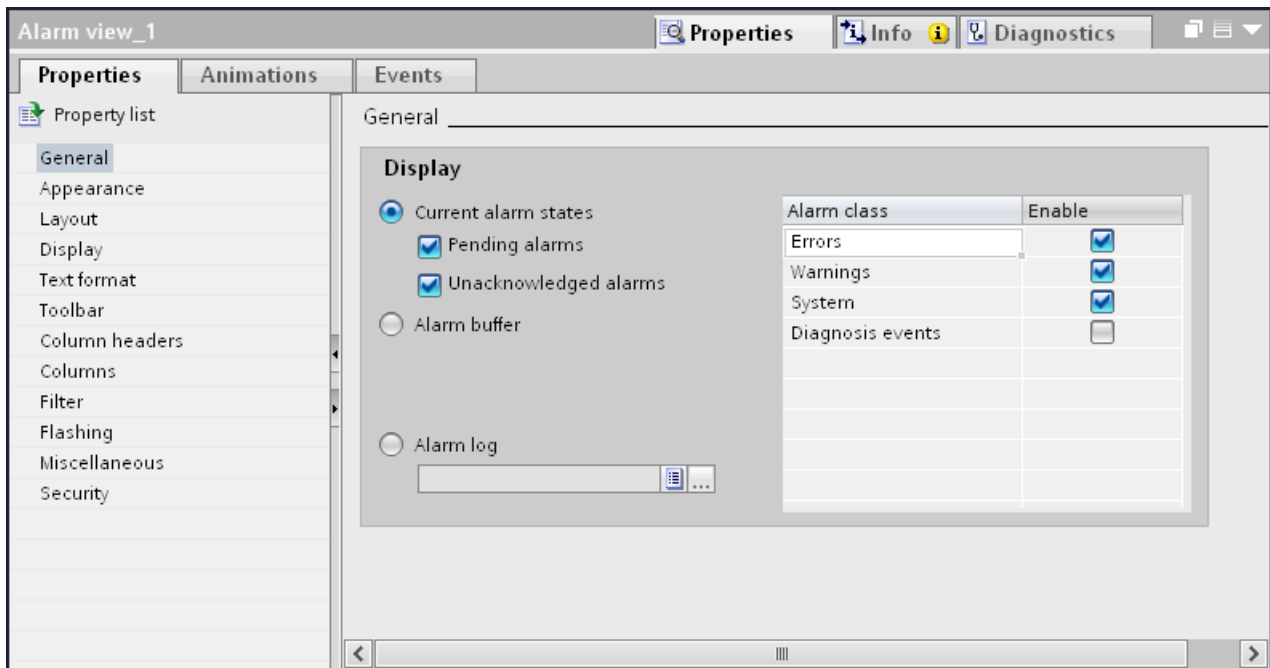 Alarm view_1
Properties
Info
Diagnostics
Properties
Animations
Events
Property list
General
Appearance
Layout
Display
Text format
Toolbar
Column headers
Columns
Filter
Flashing
Miscellaneous
Security
General
Display
Current alarm states
Pending alarms
Unacknowledged alarms
Alarm buffer
Alarm log
...
Alarm class Enable
Errors
Warnings
System
Diagnosis events